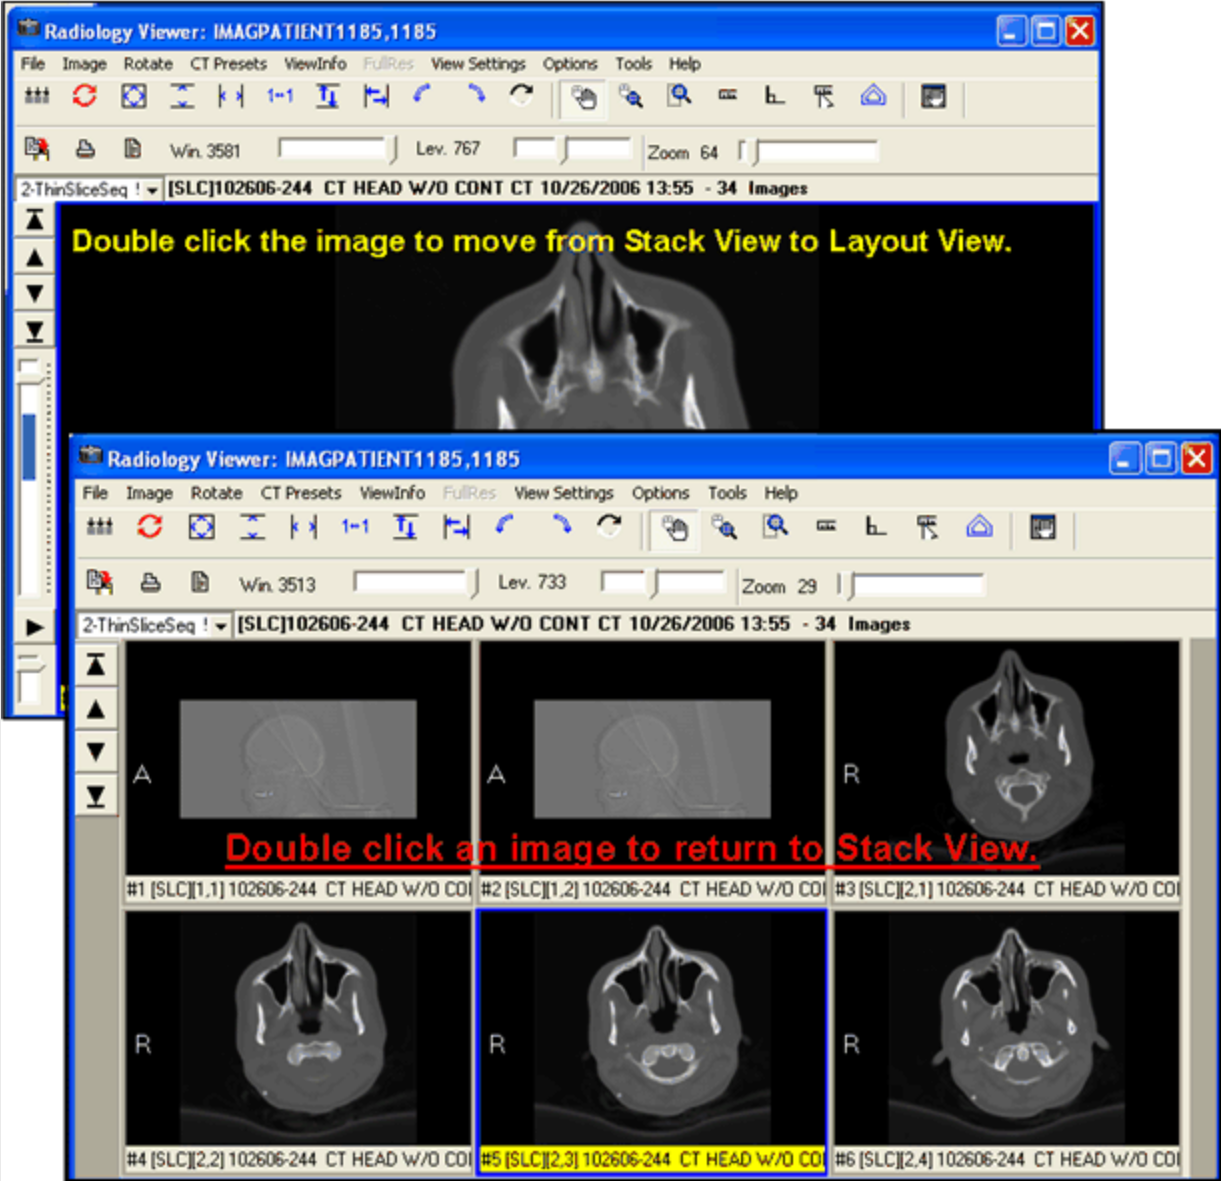 Radiology Viewer: IMAGPATIENT1185,1185
File Image Rotate CT Presets ViewInfo FullRes View Settings Options Tools Help
1↔1
Win. 3581 Lev. 767 Zoom 64
2-ThinSliceSeq ! [SLC]102606-244 CT HEAD W/O CONT CT 10/26/2006 13:55 - 34 Images
Double click the image to move from Stack View to Layout View.
Radiology Viewer: IMAGPATIENT1185,1185
File Image Rotate CT Presets ViewInfo FullRes View Settings Options Tools Help
1↔1
Win. 3513 Lev. 733 Zoom 29
2-ThinSliceSeq ! [SLC]102606-244 CT HEAD W/O CONT CT 10/26/2006 13:55 - 34 Images
A A R
Double click an image to return to Stack View.
#1 [SLC][1,1] 102606-244 CT HEAD W/O CO #2 [SLC][1,2] 102606-244 CT HEAD W/O CO #3 [SLC][2,1] 102606-244 CT HEAD W/O CO
R R R
#4 [SLC][2,2] 102606-244 CT HEAD W/O CO #5 [SLC][2,3] 102606-244 CT HEAD W/O CO #6 [SLC][2,4] 102606-244 CT HEAD W/O CO